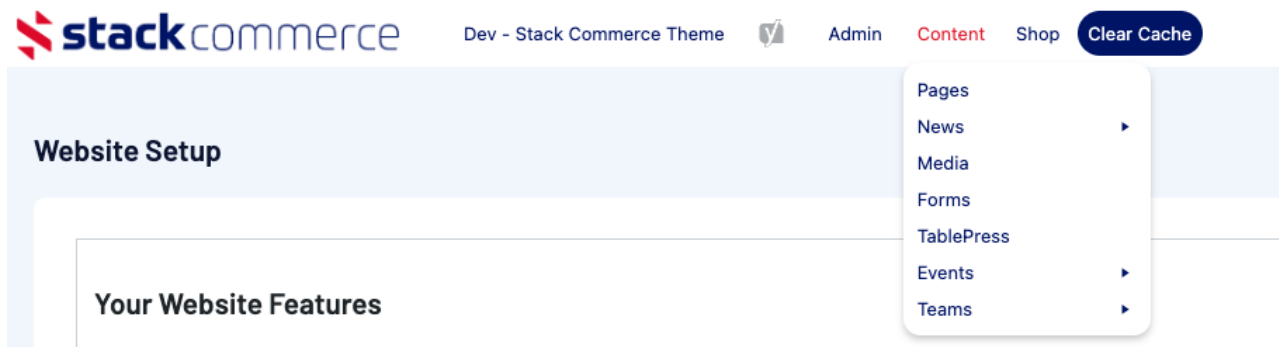 stackcommerce
Dev - Stack Commerce Theme
Admin
Content
Shop
Clear Cache
Pages
News
Media
Forms
TablePress
Events
Teams
Website Setup
Your Website Features